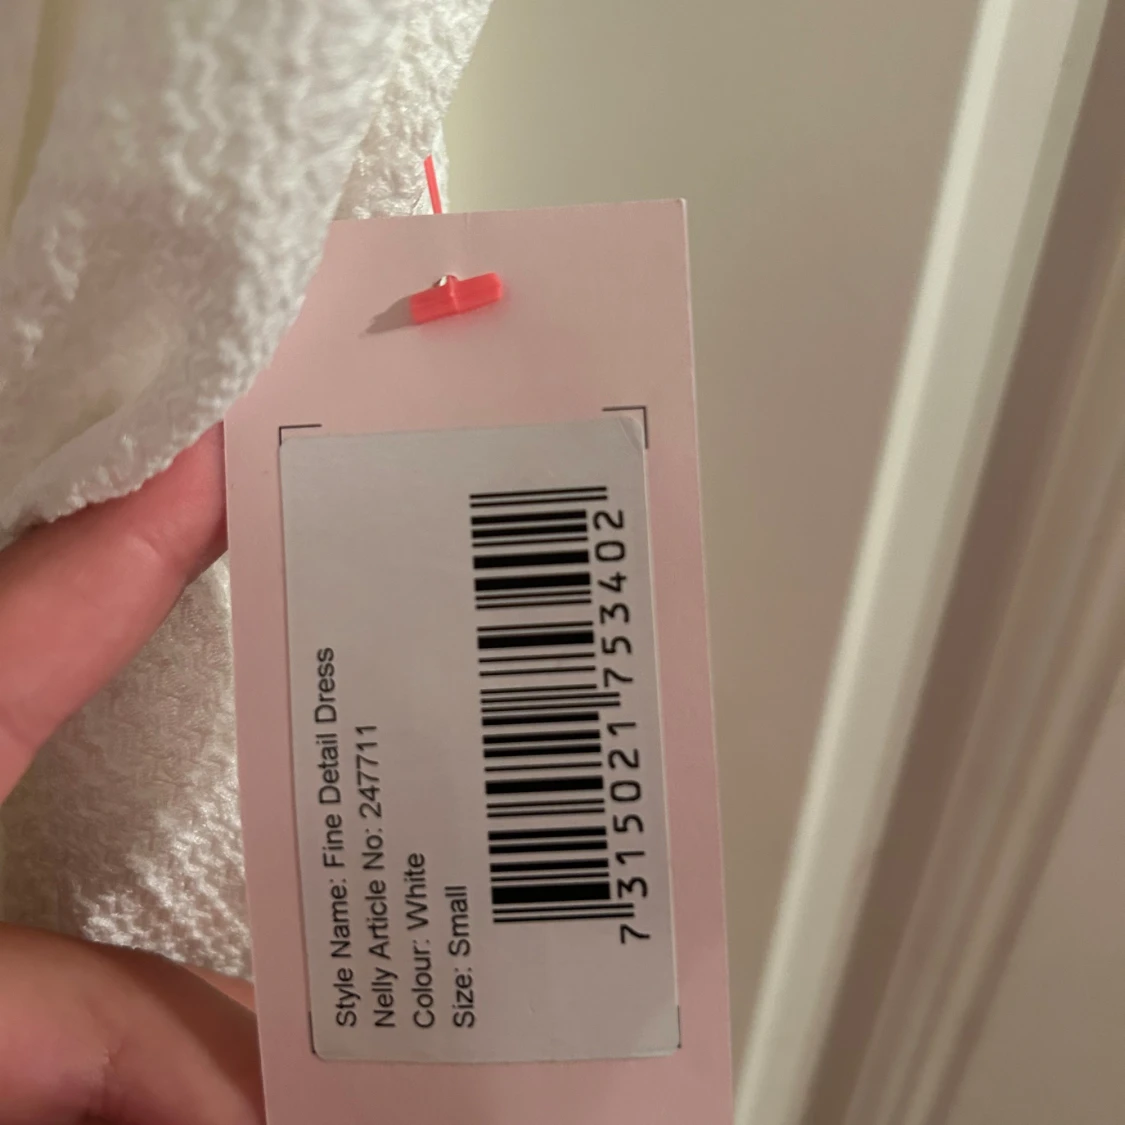 Style Name: Fine Detail Dress
Nelly Article No: 247711
Colour: White
Size: Small
7 315021 753402